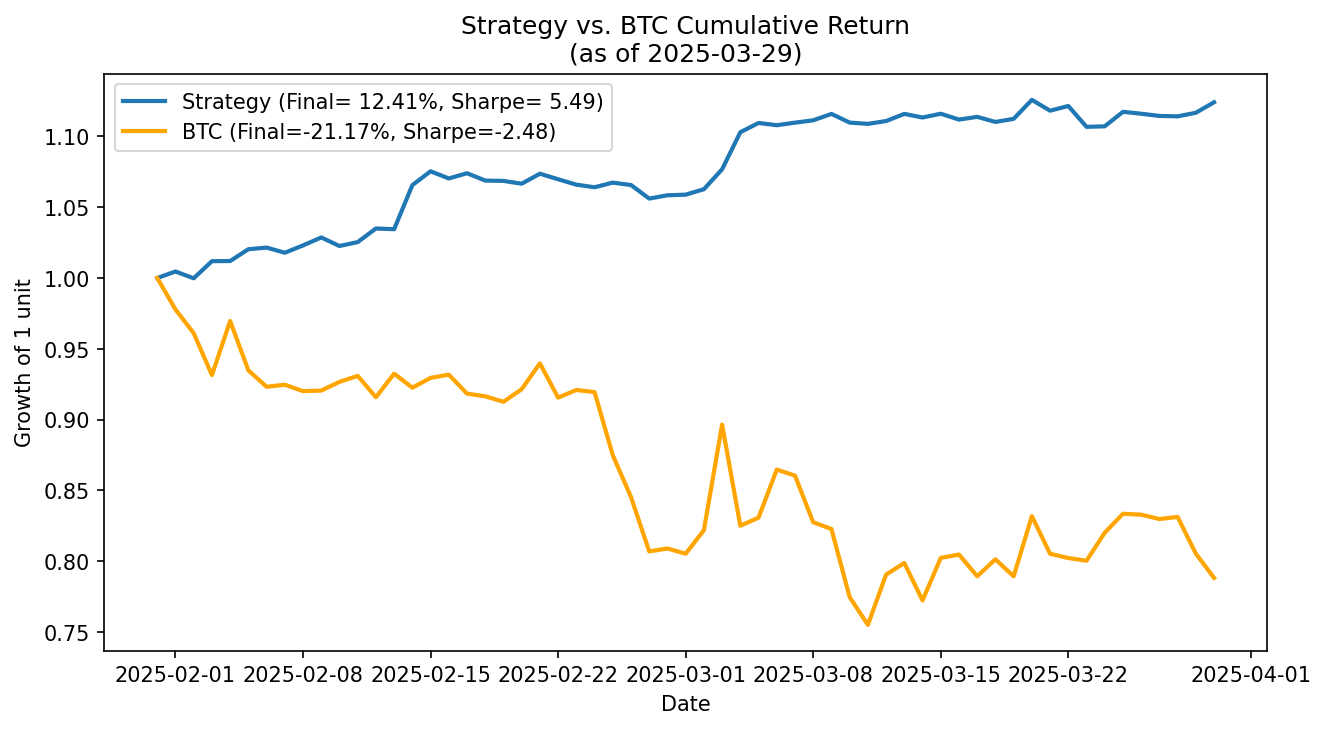 Strategy vs. BTC Cumulative Return
(as of 2025-03-29)
Strategy (Final= 12.41%, Sharpe= 5.49)
BTC (Final=-21.17%, Sharpe=-2.48)
Growth of 1 unit
1.10
1.05
1.00
0.95
0.90
0.85
0.80
0.75
2025-02-01 2025-02-08 2025-02-15 2025-02-22 2025-03-01 2025-03-08 2025-03-15 2025-03-22 2025-04-01
Date